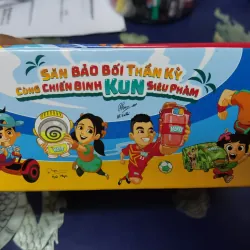 SĂN BẢO BỐI THẦN KỲ
CÙNG CHIẾN BINH KUN SIÊU PHÀM